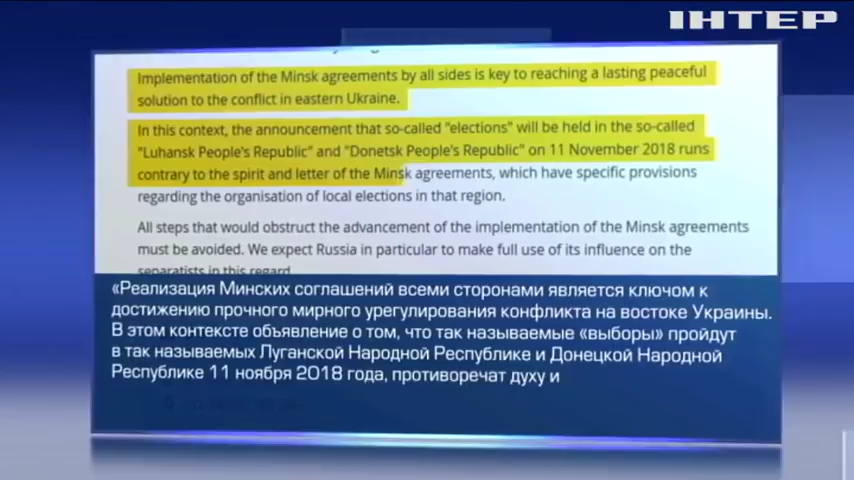 ІНТЕР
Implementation of the Minsk agreements by all sides is key to reaching a lasting peaceful
solution to the conflict in eastern Ukraine.
In this context, the announcement that so-called "elections" will be held in the so-called
"Luhansk People's Republic" and "Donetsk People's Republic" on 11 November 2018 runs
contrary to the spirit and letter of the Minsk agreements, which have specific provisions
regarding the organisation of local elections in that region.
All steps that would obstruct the advancement of the implementation of the Minsk agreements
must be avoided. We expect Russia in particular to make full use of its influence on the
separatists in this regard
«Реализация Минских соглашений всеми сторонами является ключом к
достижению прочного мирного урегулирования конфликта на востоке Украины.
В этом контексте объявление о том, что так называемые «выборы» пройдут
в так называемых Луганской Народной Республике и Донецкой Народной
Республике 11 ноября 2018 года, противоречат духу и